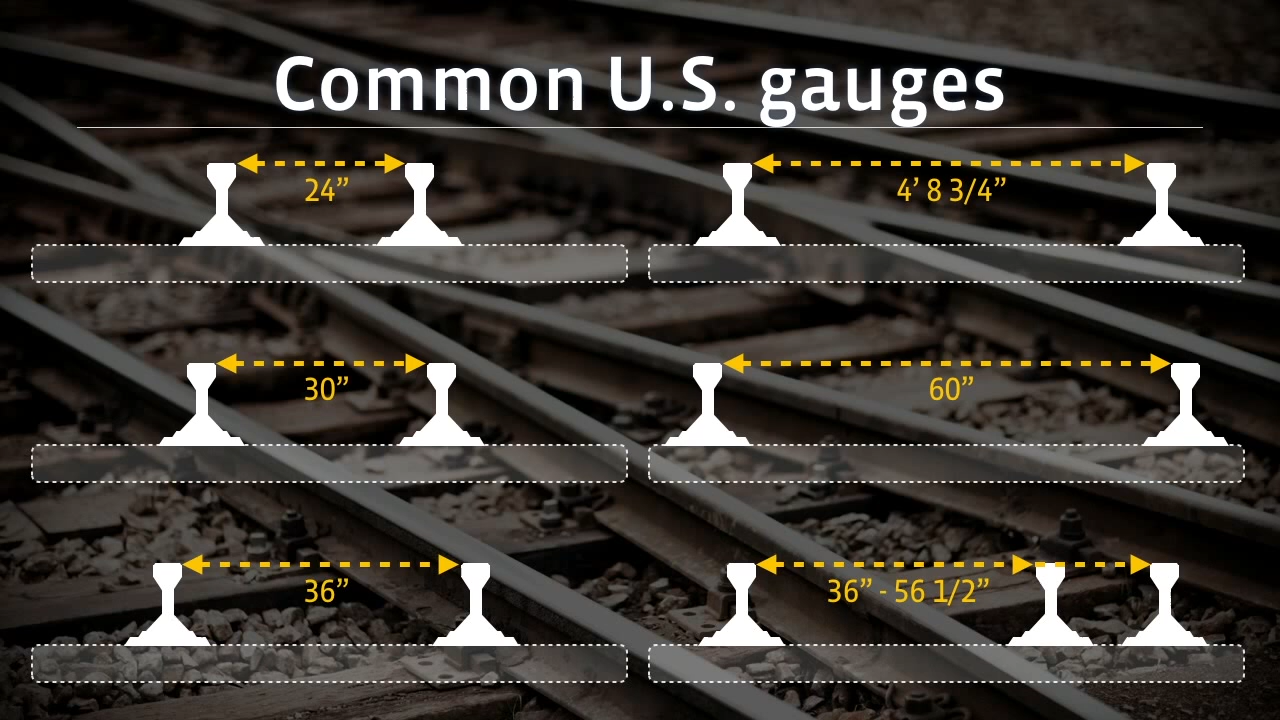 Common U.S. gauges
24”
4’ 8 3/4”
30”
60”
36”
36” - 56 1/2”